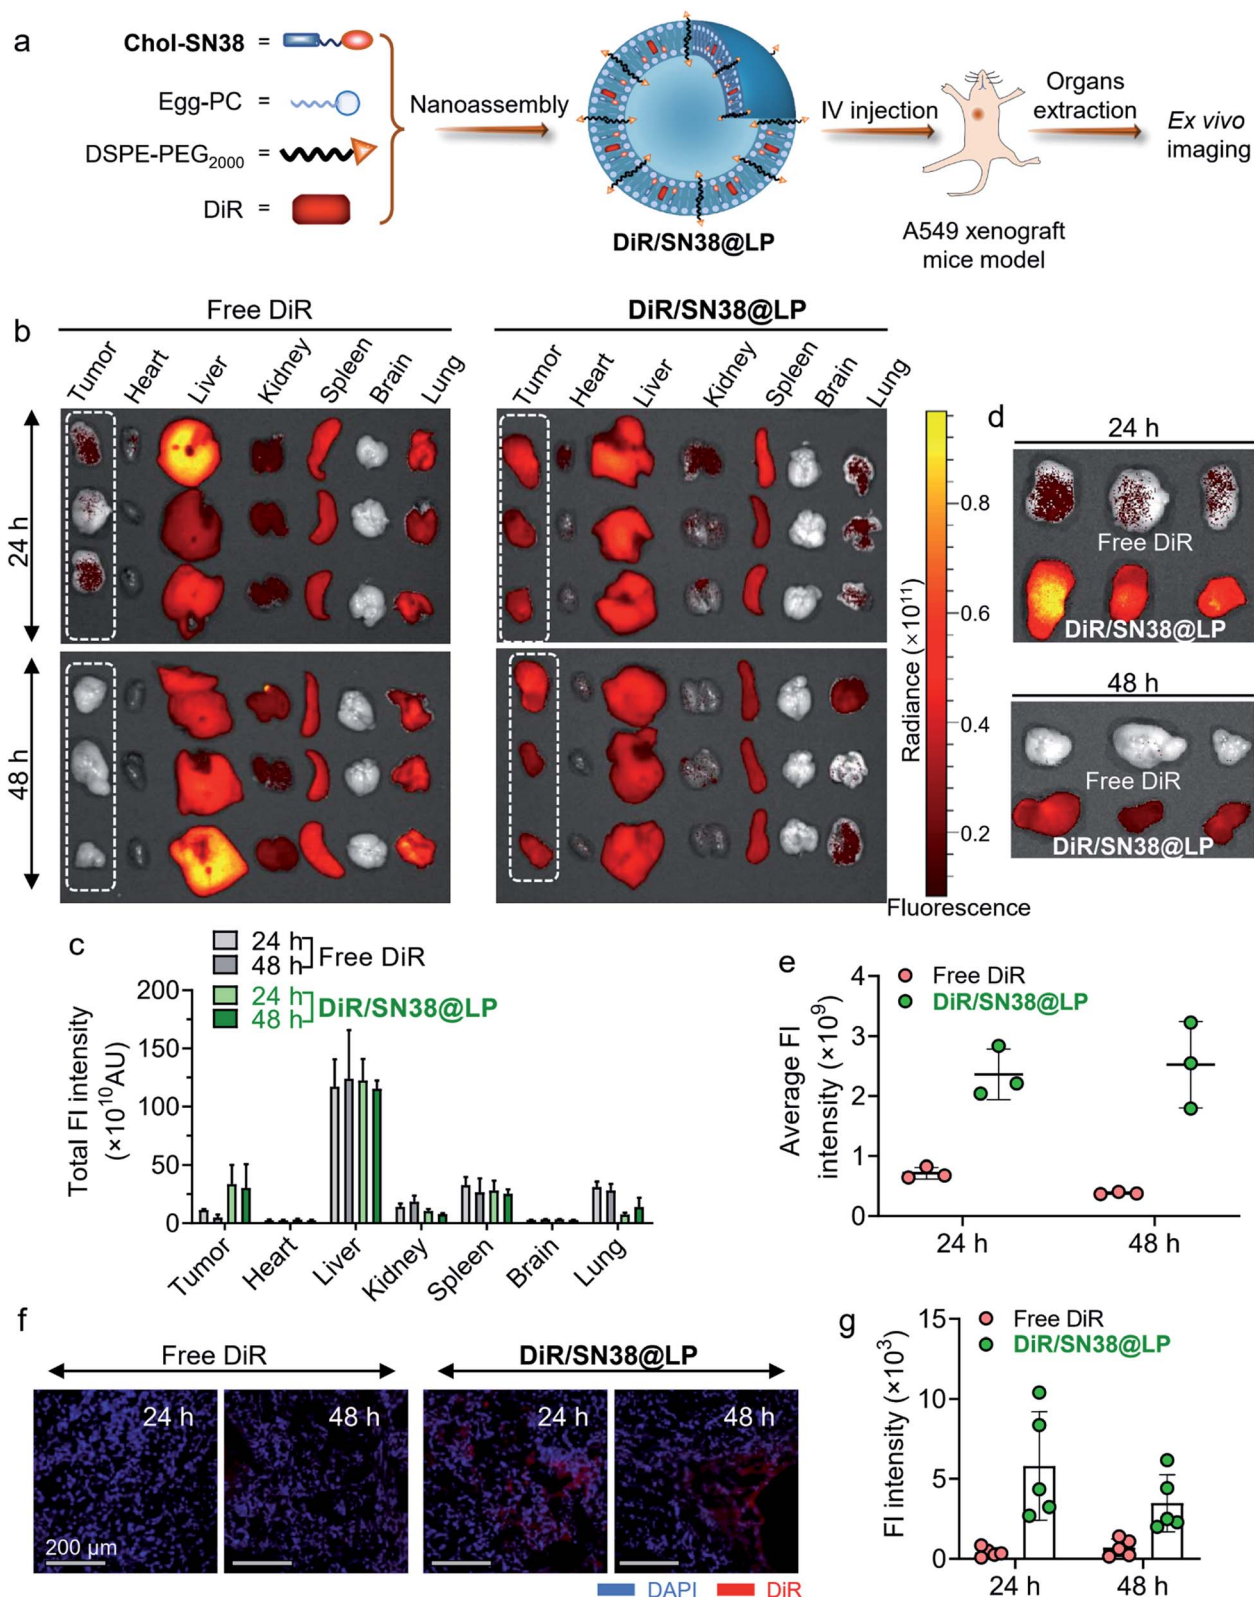 a
Chol-SN38 =
Egg-PC =
DSPE-PEG2000 =
DiR =
Nanoassembly
DiR/SN38@LP
IV injection
A549 xenograft
mice model
Organs
extraction
Ex vivo
imaging
b
Free DiR
DiR/SN38@LP
Tumor Heart Liver Kidney Spleen Brain Lung
Tumor Heart Liver Kidney Spleen Brain Lung
24 h
48 h
0.8
0.6
0.4
0.2
Radiance (×10¹¹)
Fluorescence
d
24 h
Free DiR
DiR/SN38@LP
48 h
Free DiR
DiR/SN38@LP
c
24 h
48 h
Free DiR
24 h
48 h
DiR/SN38@LP
Total FI intensity
(×10¹⁰AU)
200
150
100
50
0
Tumor Heart Liver Kidney Spleen Brain Lung
e
Free DiR
DiR/SN38@LP
Average FI
intensity (×10⁹)
4
3
2
1
0
24 h 48 h
f
Free DiR
DiR/SN38@LP
24 h 48 h 24 h 48 h
200 μm
DAPI DiR
g
Free DiR
DiR/SN38@LP
FI intensity (×10³)
15
10
5
0
24 h 48 h